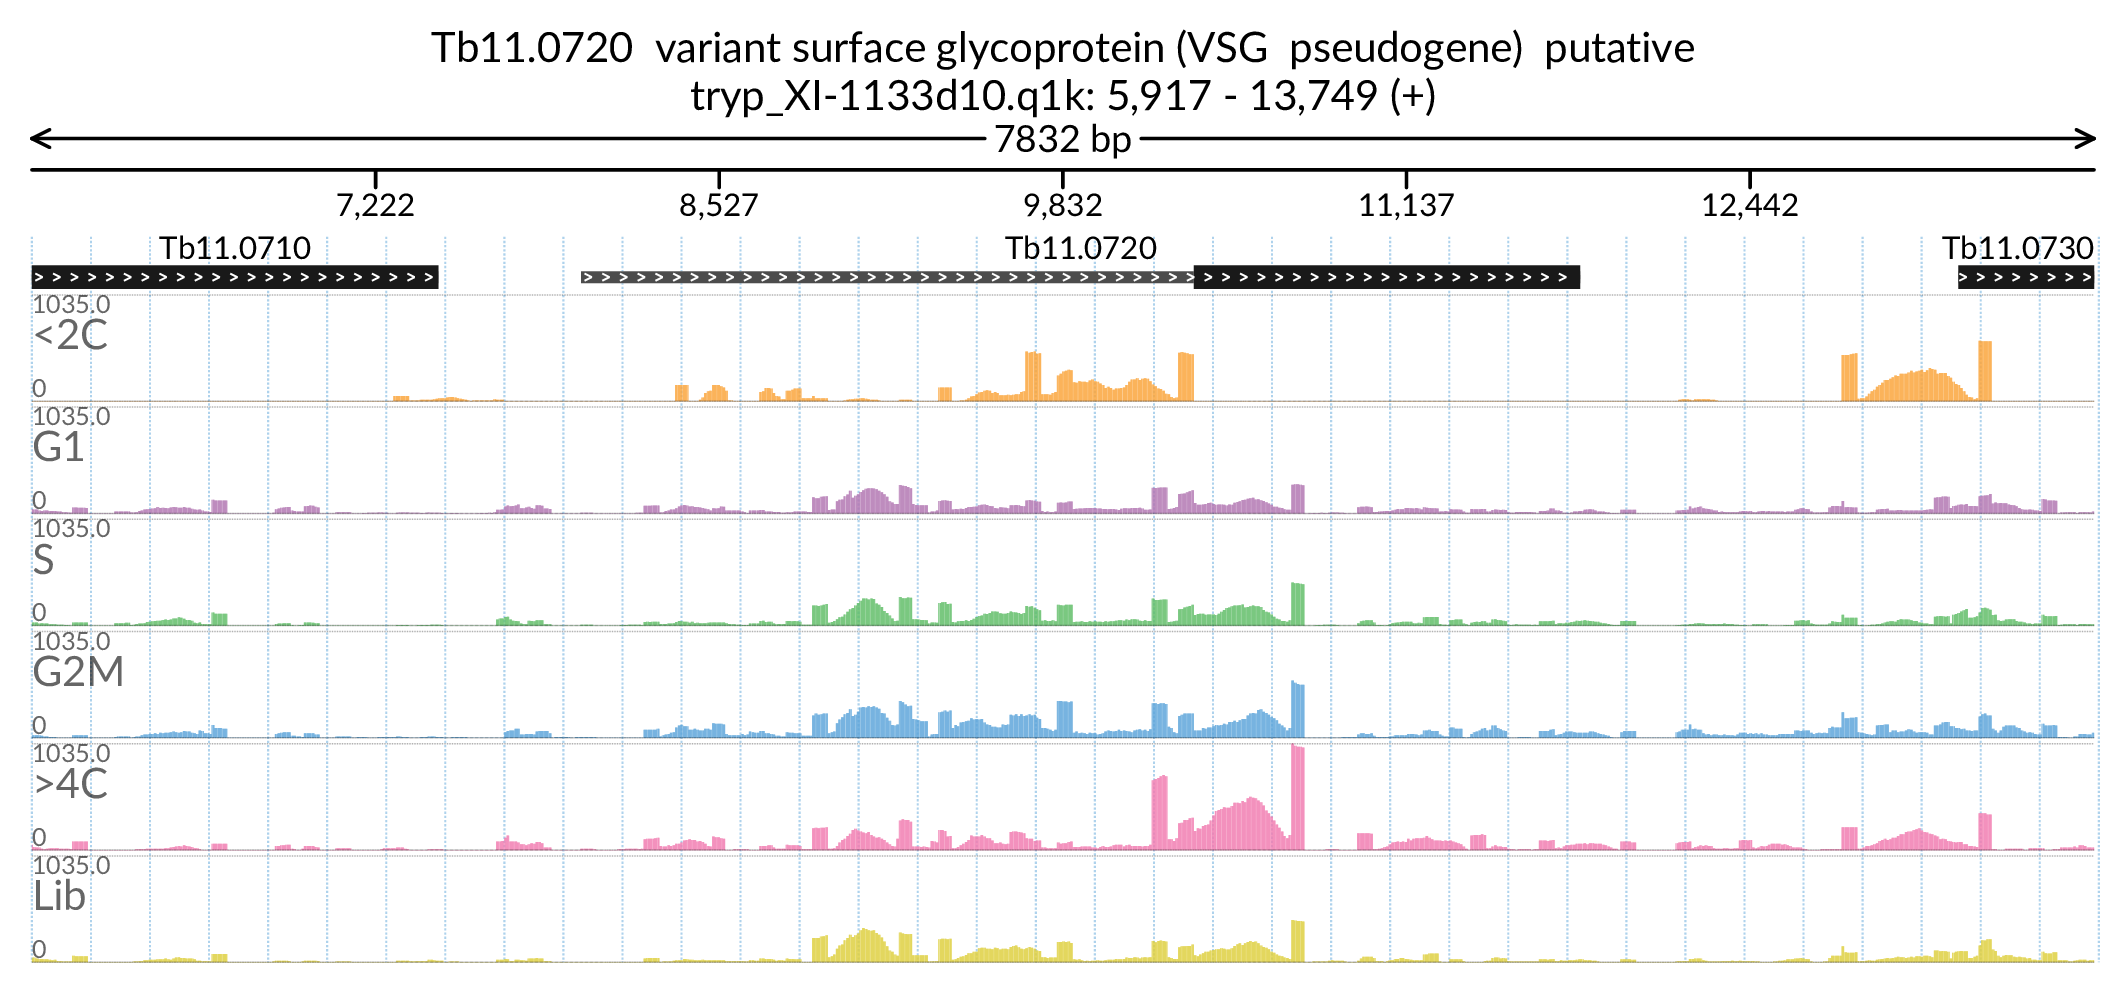 Tb11.0720 variant surface glycoprotein (VSG pseudogene) putative
tryp_XI-1133d10.q1k: 5,917 - 13,749 (+)
7832 bp
7,222 8,527 9,832 11,137 12,442
Tb11.0710 Tb11.0720 Tb11.0730
1035.0
<2C
0
1035.0
G1
0
1035.0
S
0
1035.0
G2M
0
1035.0
>4C
0
1035.0
Lib
0